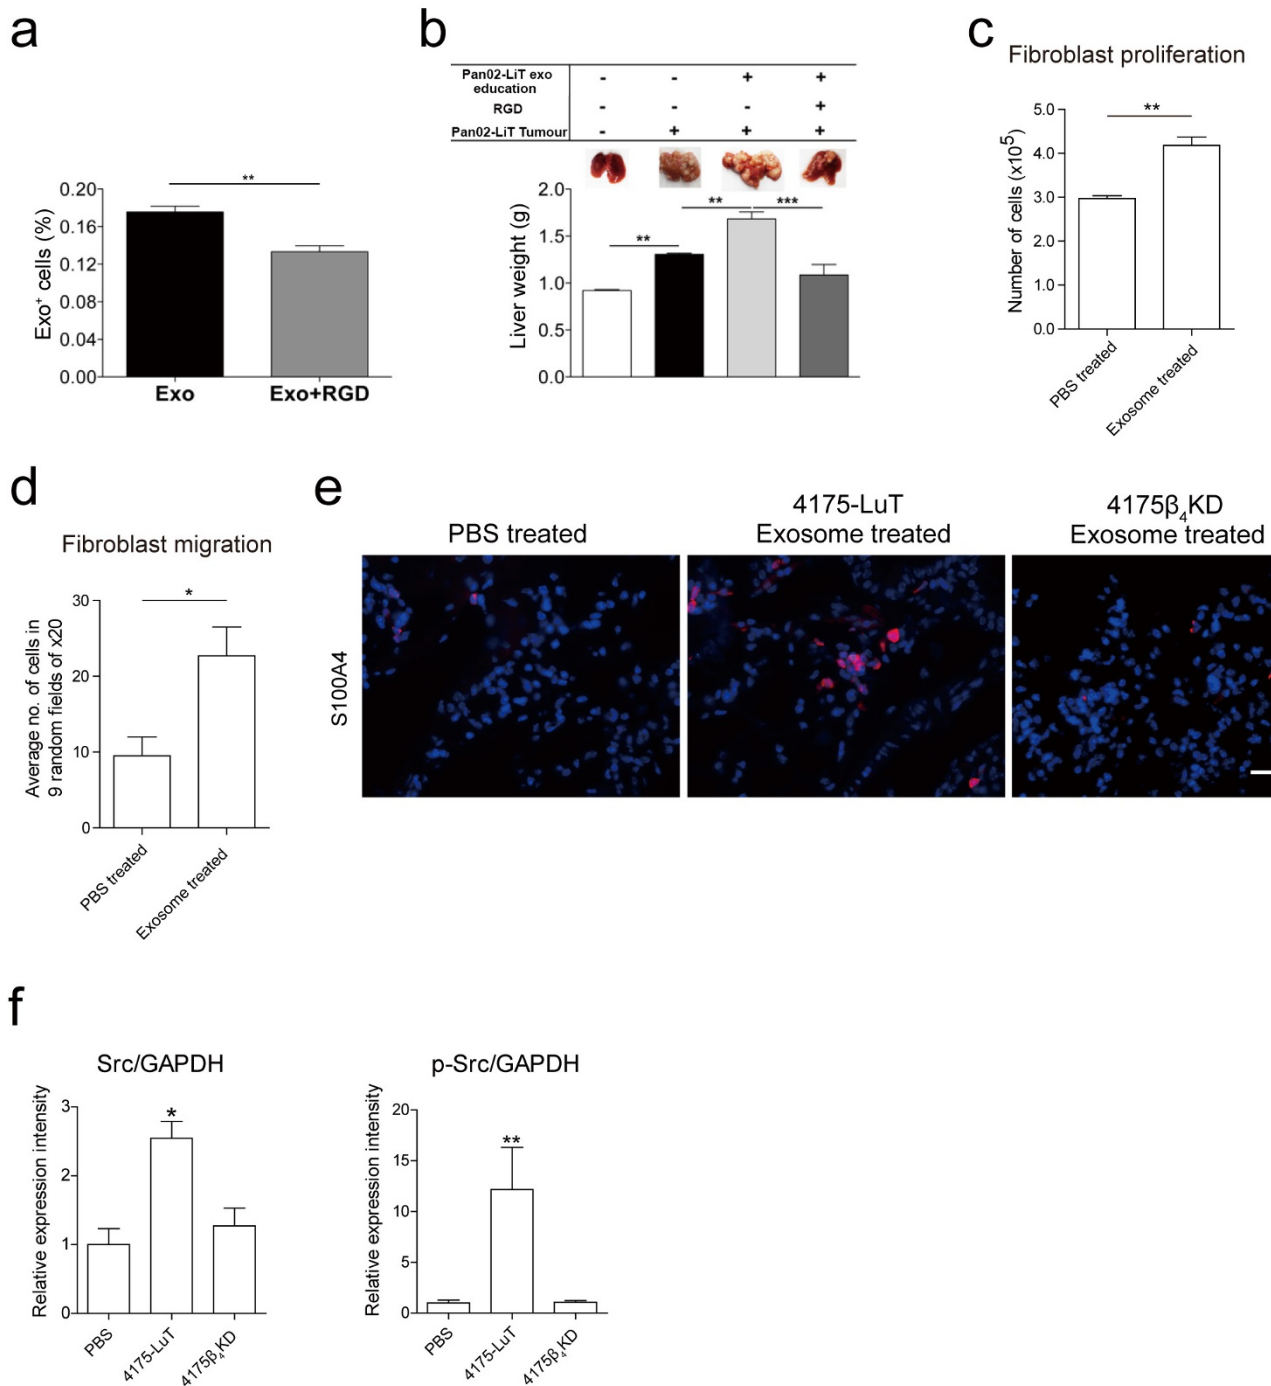 a
Exo⁺ cells (%)
0.20
0.16
0.12
0.08
0.04
0.00
**
Exo
Exo+RGD
b
Pan02-LiT exo education - - + +
RGD - - - +
Pan02-LiT Tumour - + + +
Liver weight (g)
2.0
1.5
1.0
0.5
0.0
**
**
***
c
Fibroblast proliferation
Number of cells (x10⁵)
5.0
4.0
3.0
2.0
1.0
0.0
**
PBS treated
Exosome treated
d
Fibroblast migration
Average no. of cells in
9 random fields of x20
30
20
10
0
*
PBS treated
Exosome treated
e
PBS treated
4175-LuT
Exosome treated
4175β₄KD
Exosome treated
S100A4
f
Src/GAPDH
Relative expression intensity
3
2
1
0
*
PBS
4175-LuT
4175β₄KD
p-Src/GAPDH
Relative expression intensity
20
15
10
5
0
**
PBS
4175-LuT
4175β₄KD